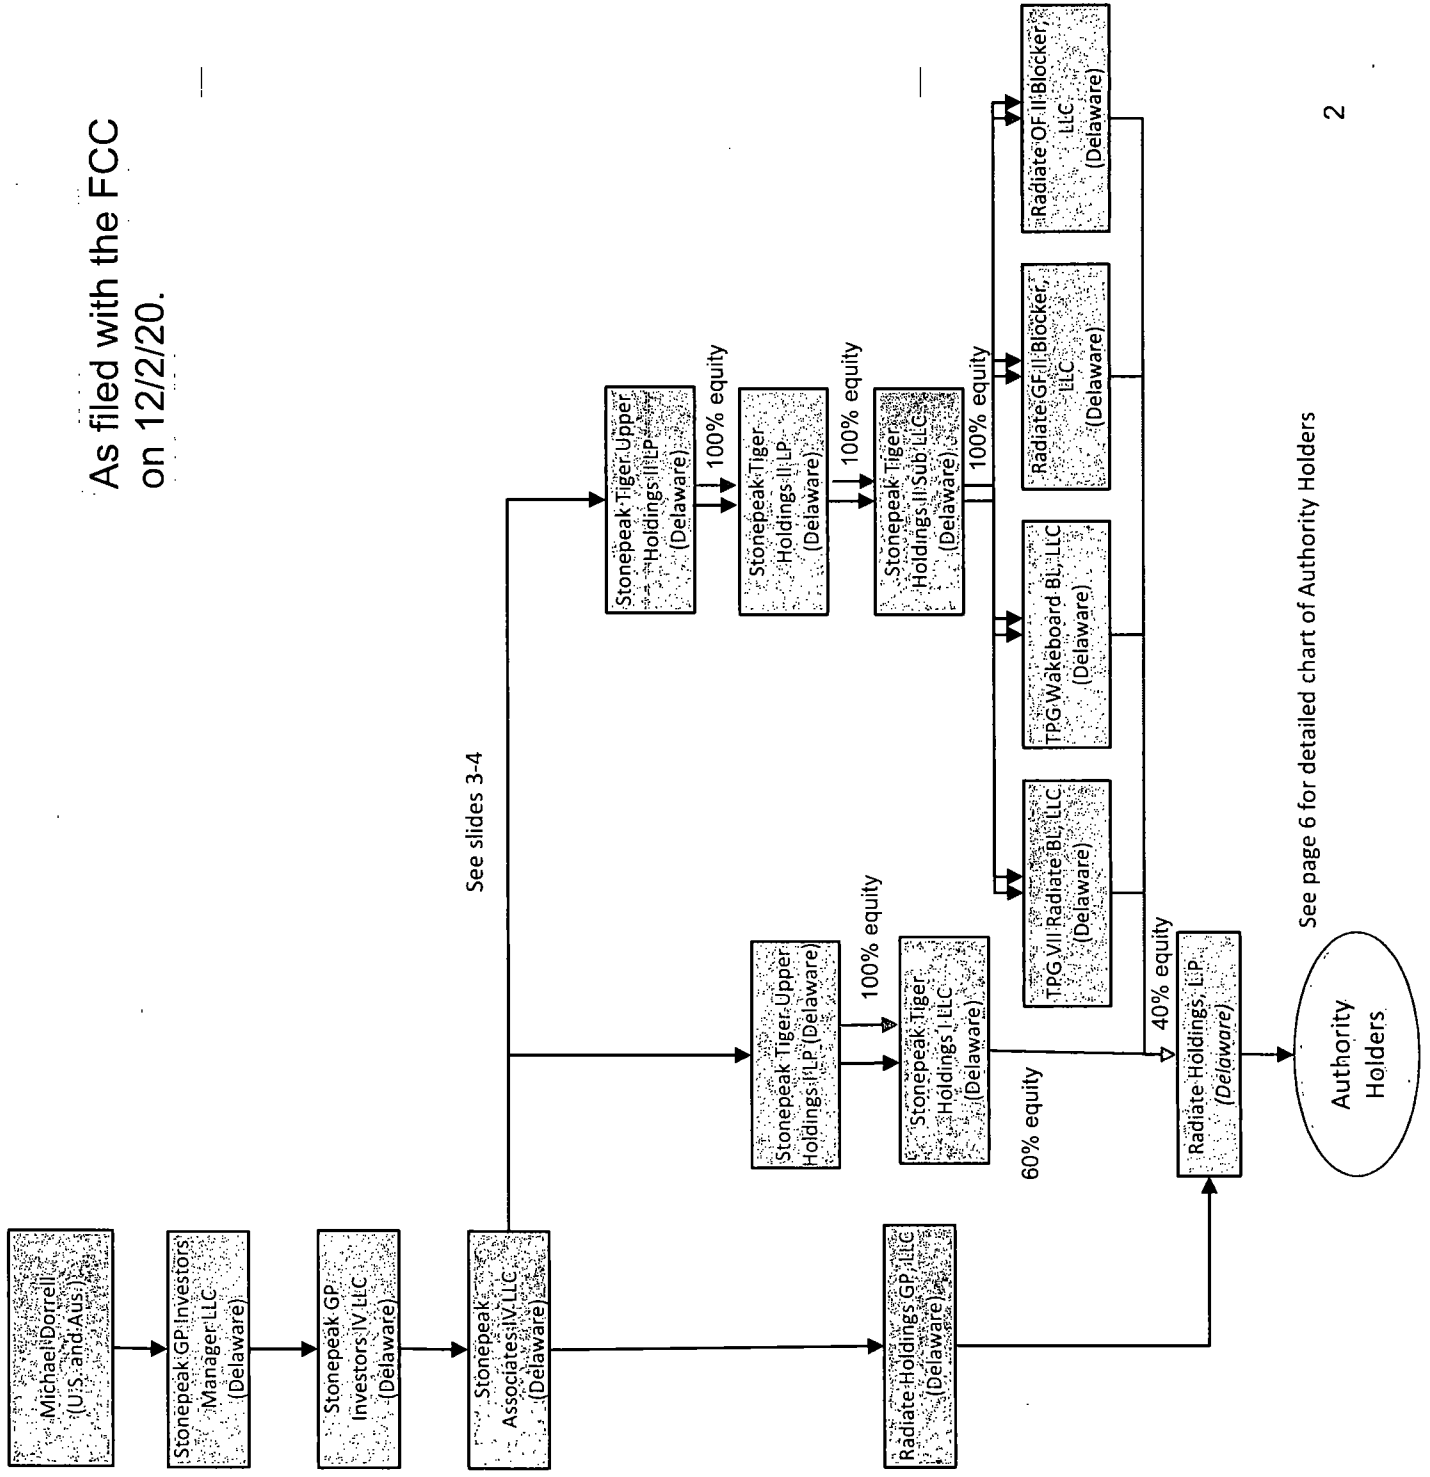 As filed with the FCC
on 12/2/20.
Michael Dorrell
(U.S. and Aus.)
Stonepeak GP Investors
Manager LLC
(Delaware)
Stonepeak GP
Investors IV LLC
(Delaware)
Stonepeak
Associates IV LLC
(Delaware)
See slides 3-4
Stonepeak Tiger Upper
Holdings II LP
(Delaware)
100% equity
Stonepeak Tiger
Holdings II LP
(Delaware)
100% equity
Stonepeak Tiger
Holdings II Sub LLC
(Delaware)
100% equity
Stonepeak Tiger Upper
Holdings I LP (Delaware)
100% equity
Stonepeak Tiger
Holdings I LLC
(Delaware)
60% equity
Radiate Holdings GP, LLC
(Delaware)
TPG VII Radiate BL, LLC
(Delaware)
TPG Wakeboard BL, LLC
(Delaware)
Radiate GF II Blocker,
LLC
(Delaware)
Radiate OF II Blocker,
LLC
(Delaware)
40% equity
Radiate Holdings, LP
(Delaware)
Authority
Holders
See page 6 for detailed chart of Authority Holders
2